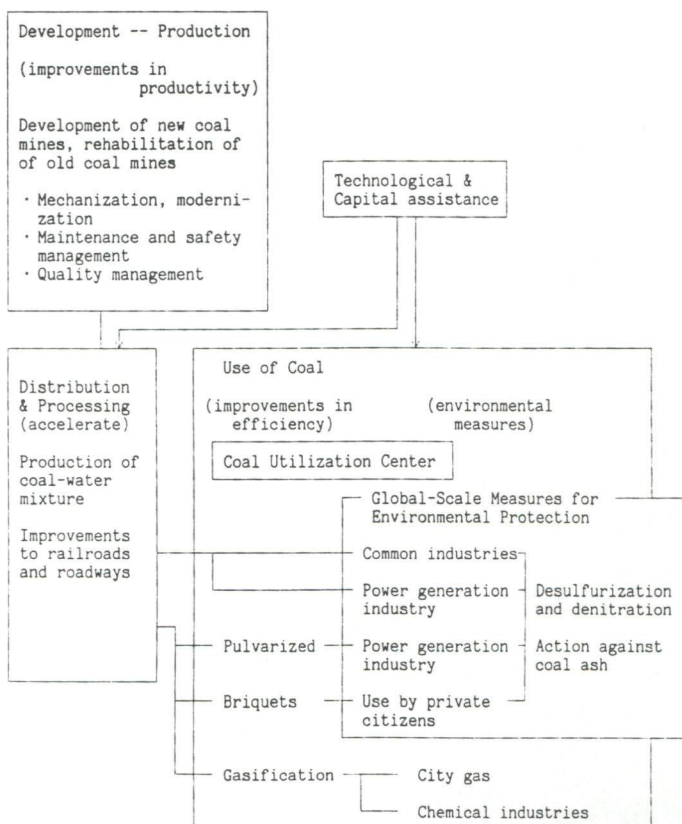 Development -- Production
(improvements in
productivity)
Development of new coal
mines, rehabilitation of
of old coal mines
· Mechanization, moderni-
zation
· Maintenance and safety
management
· Quality management
Technological &
Capital assistance
Distribution
& Processing
(accelerate)
Production of
coal-water
mixture
Improvements
to railroads
and roadways
Use of Coal
(improvements in
efficiency)
(environmental
measures)
Coal Utilization Center
Global-Scale Measures for
Environmental Protection
Common industries
Power generation
industry
Desulfurization
and denitration
Pulvarized
Power generation
industry
Action against
coal ash
Briquets
Use by private
citizens
Gasification
City gas
Chemical industries